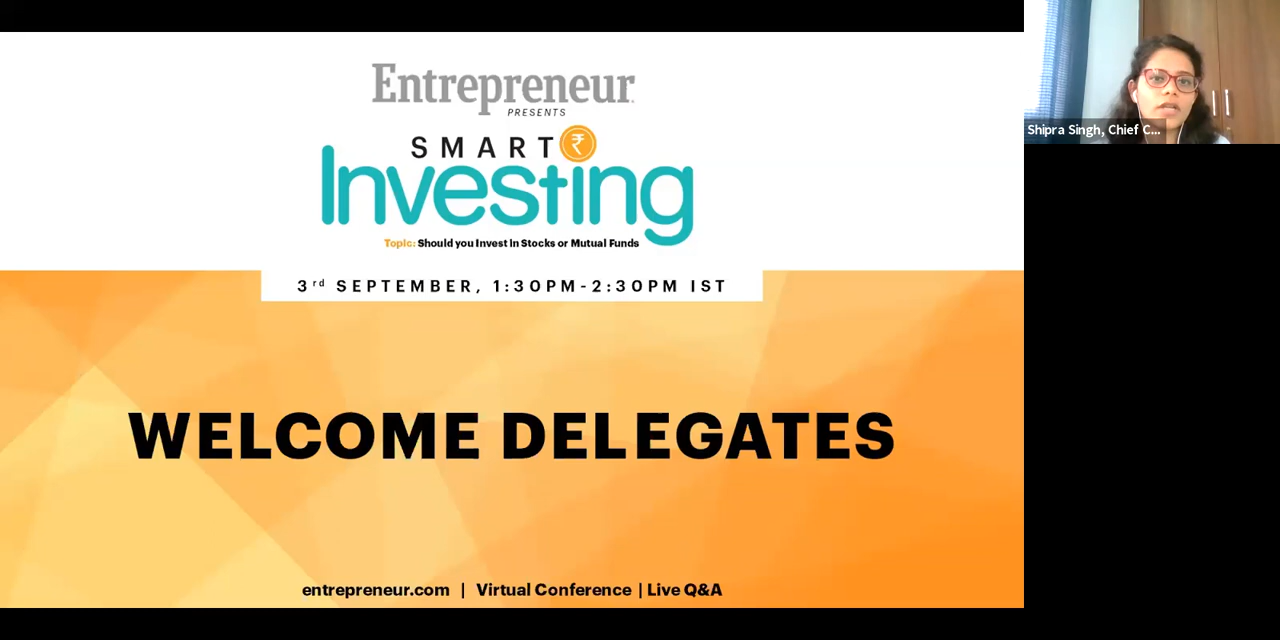 Entrepreneur
PRESENTS
SMART ₹
Investing
Topic: Should you Invest in Stocks or Mutual Funds
3rd SEPTEMBER, 1:30PM-2:30PM IST
WELCOME DELEGATES
entrepreneur.com | Virtual Conference | Live Q&A
Shipra Singh, Chief C...